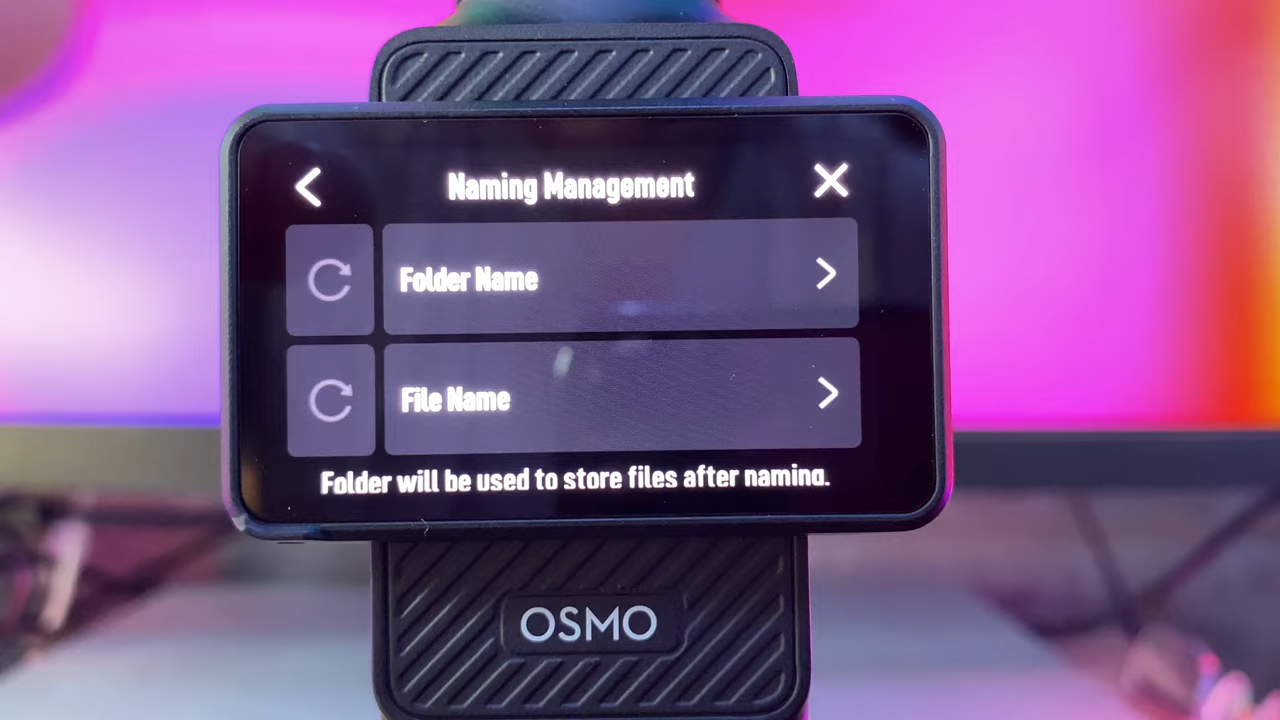 Naming Management
Folder Name
File Name
Folder will be used to store files after naming.
OSMO